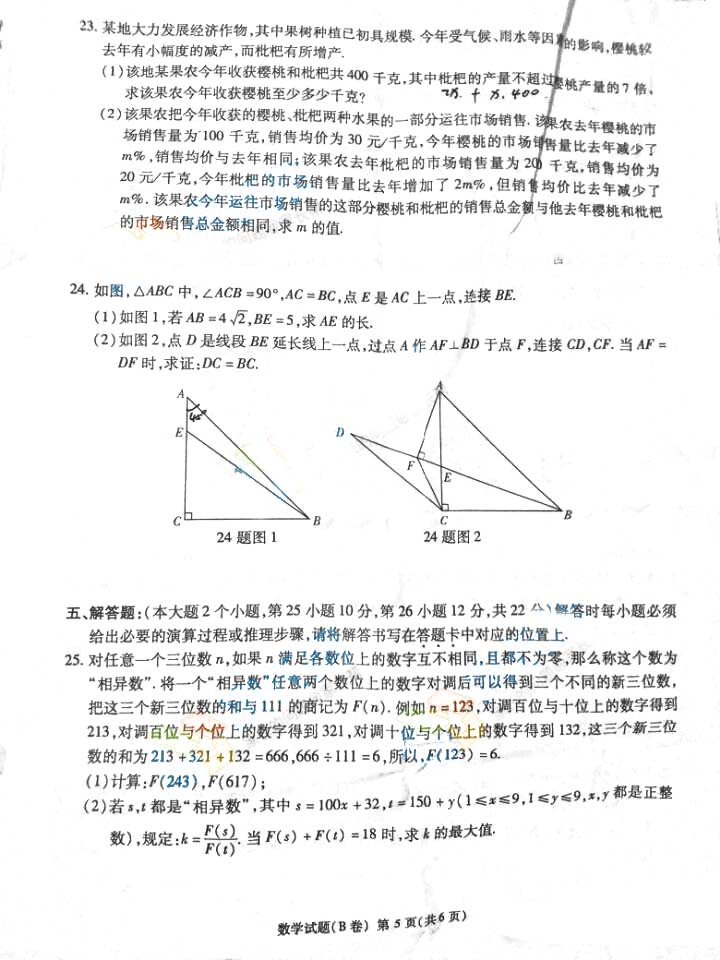 23. 某地大力发展经济作物,其中果树种植已初具规模. 今年受气候、雨水等因素的影响,樱桃较
去年有小幅度的减产,而枇杷有所增产.
(1)该地某果农今年收获樱桃和枇杷共400千克,其中枇杷的产量不超过樱桃产量的7倍,
求该果农今年收获樱桃至少多少千克?
7x + x. 400
(2)该果农把今年收获的樱桃、枇杷两种水果的一部分运往市场销售. 该果农去年樱桃的市
场销售量为100千克,销售均价为30元/千克,今年樱桃的市场销售量比去年减少了
m%,销售均价与去年相同;该果农去年枇杷的市场销售量为200千克,销售均价为
20元/千克,今年枇杷的市场销售量比去年增加了2m%,但销售均价比去年减少了
m%. 该果农今年运往市场销售的这部分樱桃和枇杷的销售总金额与他去年樱桃和枇杷
的市场销售总金额相同,求m的值.
24. 如图,△ABC中,∠ACB=90°,AC=BC,点E是AC上一点,连接BE.
(1)如图1,若AB=4√2,BE=5,求AE的长.
(2)如图2,点D是线段BE延长线上一点,过点A作AF⊥BD于点F,连接CD,CF. 当AF=
DF时,求证:DC=BC.
A
45°
E
C
B
24题图1
A
D
F
E
C
B
24题图2
五、解答题:(本大题2个小题,第25小题10分,第26小题12分,共22分)解答时每小题必须
给出必要的演算过程或推理步骤,请将解答书写在答题卡中对应的位置上.
25. 对任意一个三位数n,如果n满足各数位上的数字互不相同,且都不为零,那么称这个数为
“相异数”. 将一个“相异数”任意两个数位上的数字对调后可以得到三个不同的新三位数,
把这三个新三位数的和与111的商记为F(n). 例如n=123,对调百位与十位上的数字得到
213,对调百位与个位上的数字得到321,对调十位与个位上的数字得到132,这三个新三位
数的和为213+321+132=666,666÷111=6,所以,F(123)=6.
(1)计算:F(243),F(617);
(2)若s,t都是“相异数”,其中s=100x+32,t=150+y(1≤x≤9,1≤y≤9,x,y都是正整
数),规定:k=F(s)/F(t). 当F(s)+F(t)=18时,求k的最大值.
数学试题(B卷) 第5页(共6页)